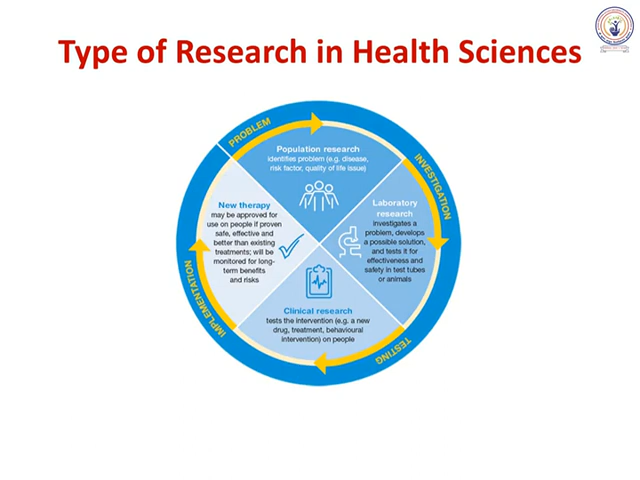 Type of Research in Health Sciences
PROBLEM
Population research
identifies problem (e.g. disease,
risk factor, quality of life issue)
INVESTIGATION
Laboratory
research
investigates a
problem, develops
a possible solution,
and tests it for
effectiveness and
safety in test tubes
or animals
TESTING
Clinical research
tests the intervention (e.g. a new
drug, treatment, behavioural
intervention) on people
IMPLEMENTATION
New therapy
may be approved for
use on people if proven
safe, effective and
better than existing
treatments; will be
monitored for long-
term benefits
and risks